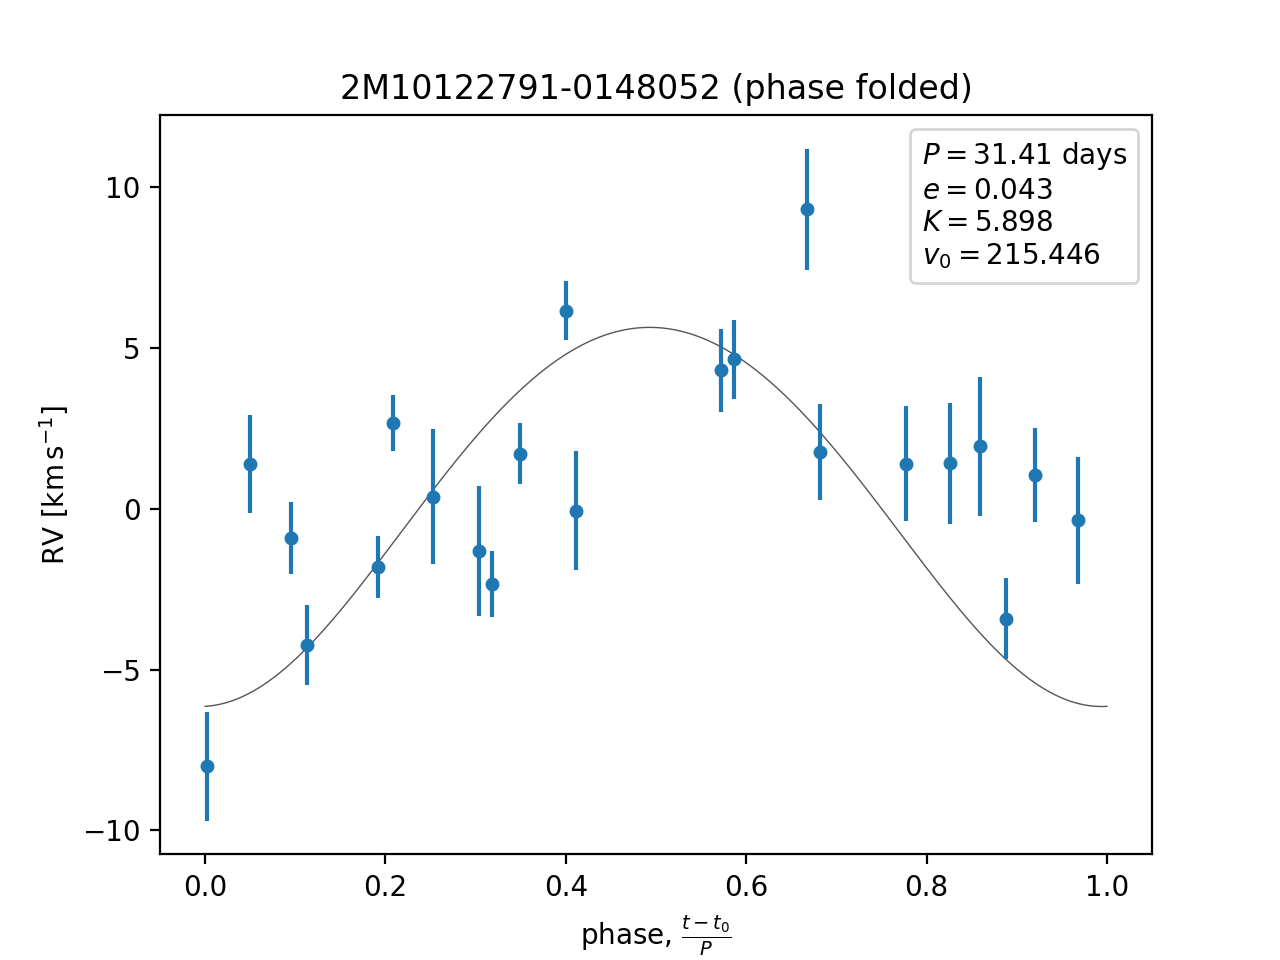 2M10122791-0148052 (phase folded)
P = 31.41 days
e = 0.043
K = 5.898
v₀ = 215.446
RV [km s⁻¹]
10
5
0
−5
−10
0.0 0.2 0.4 0.6 0.8 1.0
phase, (t − t₀)/P